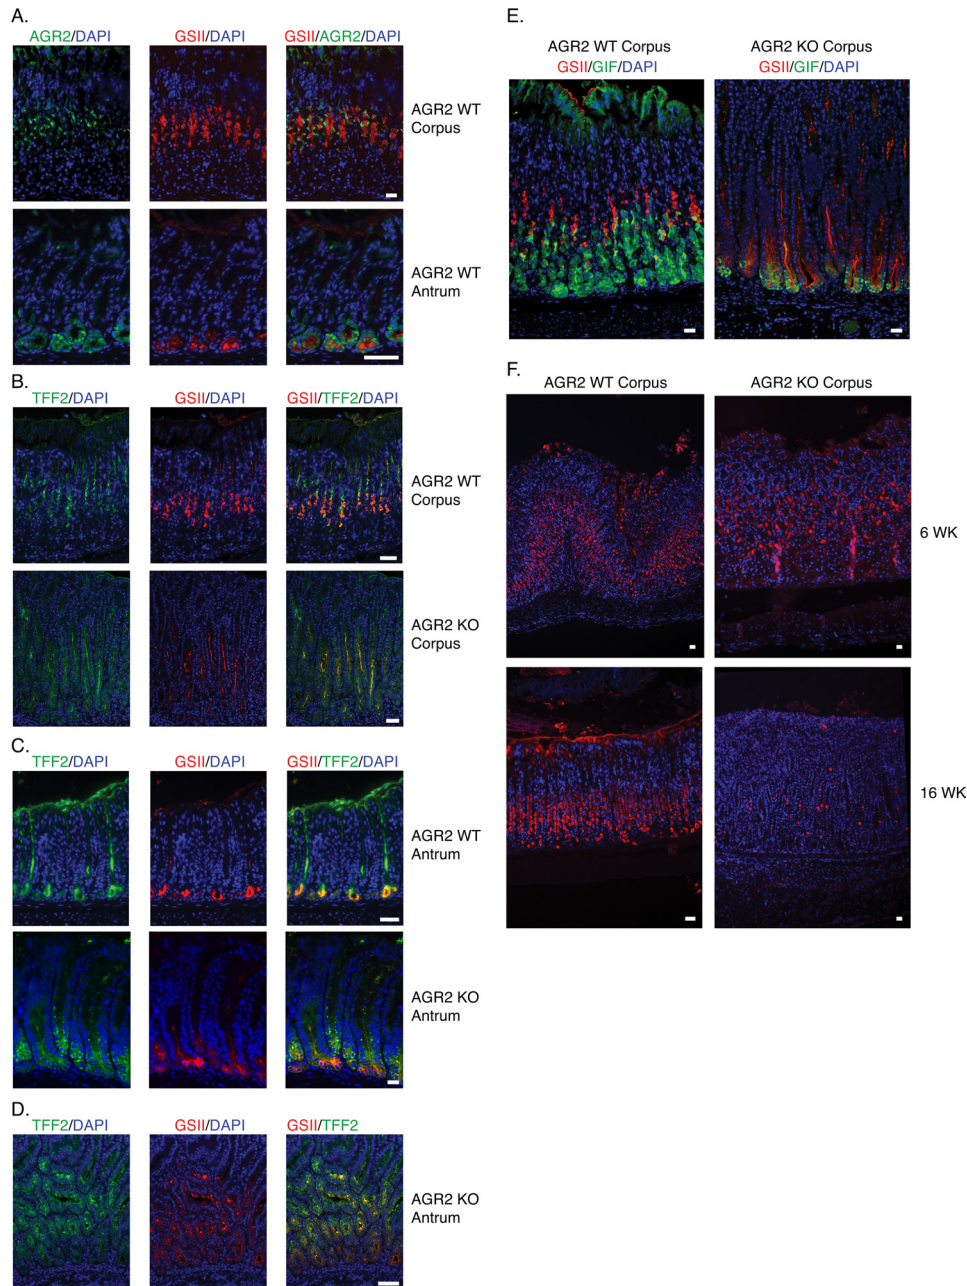 A.
AGR2/DAPI
GSII/DAPI
GSII/AGR2/DAPI
AGR2 WT
Corpus
AGR2 WT
Antrum
B.
TFF2/DAPI
GSII/DAPI
GSII/TFF2/DAPI
AGR2 WT
Corpus
AGR2 KO
Corpus
C.
TFF2/DAPI
GSII/DAPI
GSII/TFF2/DAPI
AGR2 WT
Antrum
AGR2 KO
Antrum
D.
TFF2/DAPI
GSII/DAPI
GSII/TFF2
AGR2 KO
Antrum
E.
AGR2 WT Corpus
GSII/GIF/DAPI
AGR2 KO Corpus
GSII/GIF/DAPI
F.
AGR2 WT Corpus
AGR2 KO Corpus
6 WK
16 WK